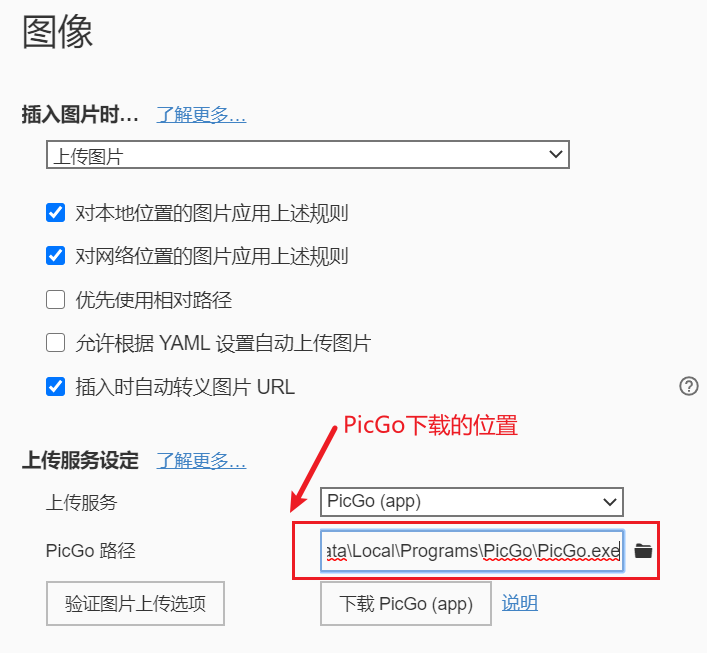 图像
插入图片时... 了解更多...
上传图片
对本地位置的图片应用上述规则
对网络位置的图片应用上述规则
优先使用相对路径
允许根据 YAML 设置自动上传图片
插入时自动转义图片 URL
?
PicGo下载的位置
上传服务设定 了解更多...
上传服务 PicGo (app)
PicGo 路径 ata\Local\Programs\PicGo\PicGo.exe
验证图片上传选项 下载 PicGo (app) 说明